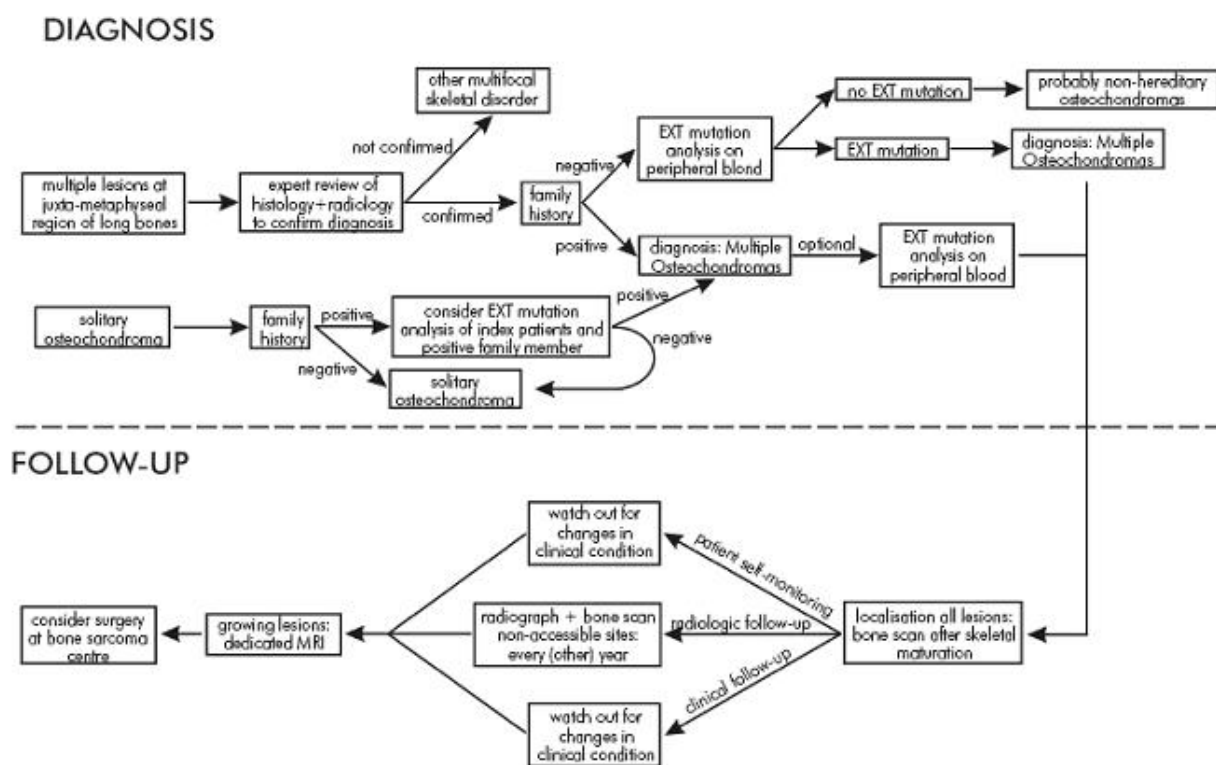 DIAGNOSIS
other multifocal
skeletal disorder
no EXT mutation
probably non-hereditary
osteochondromas
not confirmed
negative
EXT mutation
analysis on
peripheral blood
EXT mutation
diagnosis: Multiple
Osteochondromas
multiple lesions at
juxta-metaphyseal
region of long bones
expert review of
histology+radiology
to confirm diagnosis
confirmed
family
history
positive
diagnosis: Multiple
Osteochondromas
optional
EXT mutation
analysis on
peripheral blood
solitary
osteochondroma
family
history
positive
consider EXT mutation
analysis of index patients and
positive family member
positive
negative
negative
solitary
osteochondroma
FOLLOW-UP
watch out for
changes in
clinical condition
patient self-monitoring
consider surgery
at bone sarcoma
centre
growing lesions:
dedicated MRI
radiograph + bone scan
non-accessible sites:
every (other) year
radiologic follow-up
localisation all lesions:
bone scan after skeletal
maturation
clinical follow-up
watch out for
changes in
clinical condition